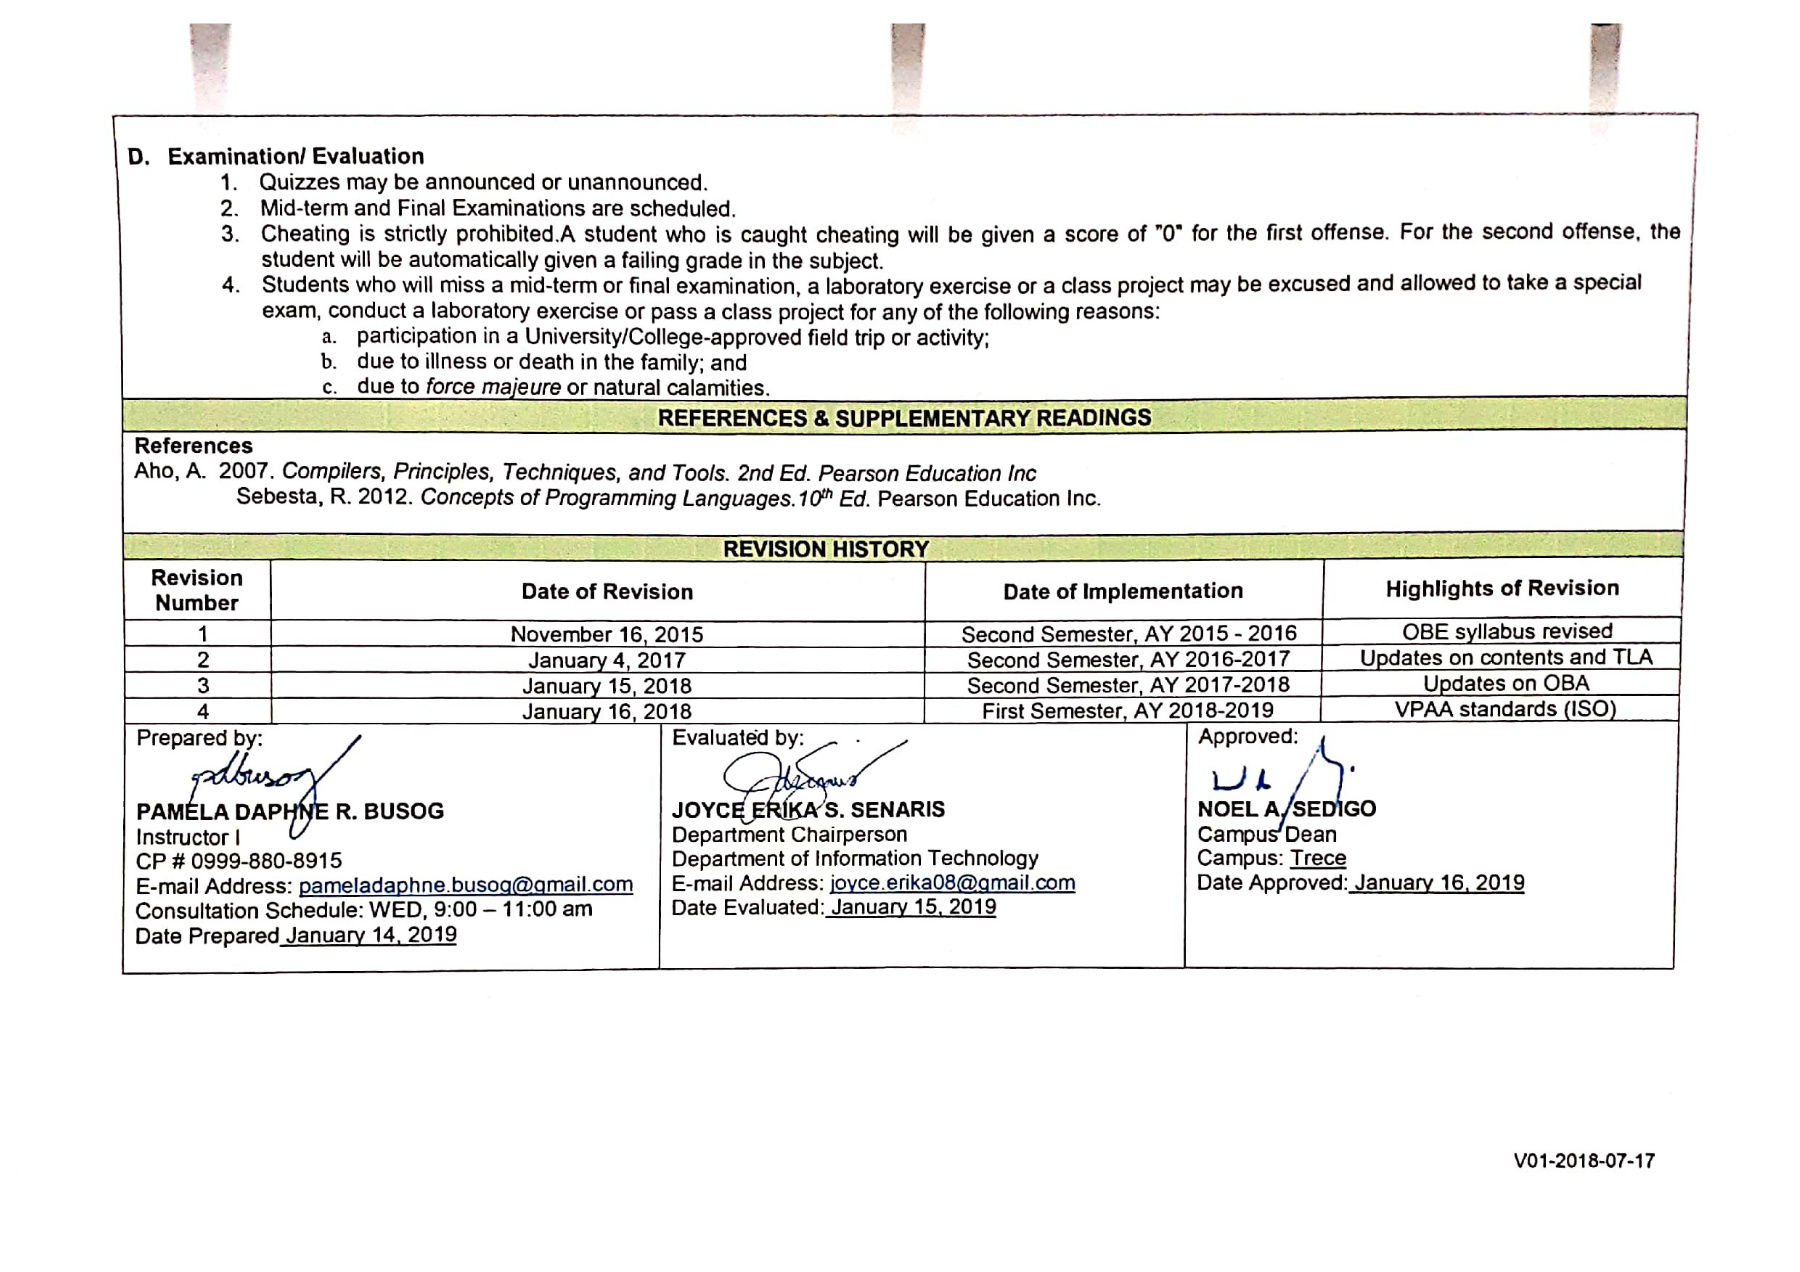 D. Examination/ Evaluation
1. Quizzes may be announced or unannounced.
2. Mid-term and Final Examinations are scheduled.
3. Cheating is strictly prohibited.A student who is caught cheating will be given a score of "0" for the first offense. For the second offense, the
student will be automatically given a failing grade in the subject.
4. Students who will miss a mid-term or final examination, a laboratory exercise or a class project may be excused and allowed to take a special
exam, conduct a laboratory exercise or pass a class project for any of the following reasons:
a. participation in a University/College-approved field trip or activity;
b. due to illness or death in the family; and
c. due to force majeure or natural calamities.
REFERENCES & SUPPLEMENTARY READINGS
References
Aho, A. 2007. Compilers, Principles, Techniques, and Tools. 2nd Ed. Pearson Education Inc
Sebesta, R. 2012. Concepts of Programming Languages.10th Ed. Pearson Education Inc.
REVISION HISTORY
Revision Number | Date of Revision | Date of Implementation | Highlights of Revision
1 | November 16, 2015 | Second Semester, AY 2015 - 2016 | OBE syllabus revised
2 | January 4, 2017 | Second Semester, AY 2016-2017 | Updates on contents and TLA
3 | January 15, 2018 | Second Semester, AY 2017-2018 | Updates on OBA
4 | January 16, 2018 | First Semester, AY 2018-2019 | VPAA standards (ISO)
Prepared by:
pdbusog
PAMELA DAPHNE R. BUSOG
Instructor I
CP # 0999-880-8915
E-mail Address: pameladaphne.busog@gmail.com
Consultation Schedule: WED, 9:00 – 11:00 am
Date Prepared January 14, 2019
Evaluated by:
JOYCE ERIKA S. SENARIS
Department Chairperson
Department of Information Technology
E-mail Address: joyce.erika08@gmail.com
Date Evaluated: January 15, 2019
Approved:
NOEL A. SEDIGO
Campus Dean
Campus: Trece
Date Approved: January 16, 2019
V01-2018-07-17